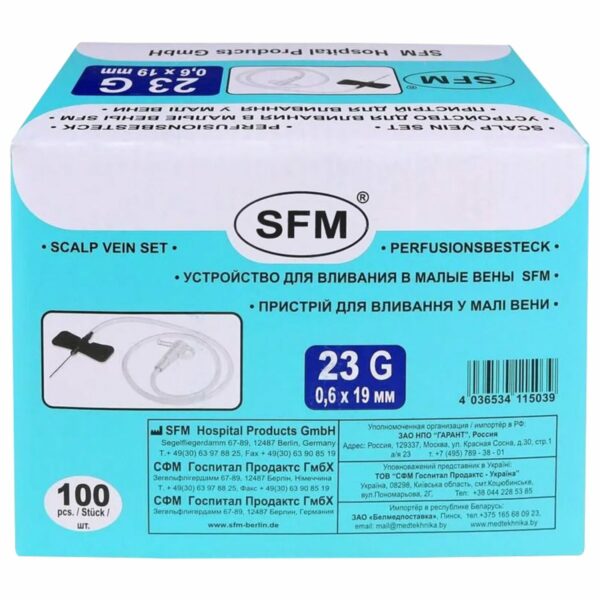 SFM Hospital Products GmbH
SFM
23 G
0,6 x 19 mm
• SCALP VEIN SET •
• PERFUSIONSBESTECK •
• УСТРОЙСТВО ДЛЯ ВЛИВАНИЯ В МАЛЫЕ ВЕНЫ SFM •
• ПРИСТРІЙ ДЛЯ ВЛИВАННЯ У МАЛІ ВЕНИ •
SFM ®
• SCALP VEIN SET •
• PERFUSIONSBESTECK •
• УСТРОЙСТВО ДЛЯ ВЛИВАНИЯ В МАЛЫЕ ВЕНЫ SFM •
• ПРИСТРІЙ ДЛЯ ВЛИВАННЯ У МАЛІ ВЕНИ •
23 G
0,6 x 19 мм
4 036534 115039
100
pcs. / Stück /
шт.
SFM Hospital Products GmbH
Segelfliegerdamm 67-89, 12487 Berlin, Germany
T.+ 49(30) 63 97 88 25, Fax + 49(30) 63 90 85 19
СФМ Госпитал Продактс ГмбХ
Зегельфлігердамм 67-89, 12487 Берлін, Німеччина
T. + 49(30) 63 97 88 25, Факс + 49(30) 63 90 85 19
СФМ Госпитал Продактс ГмбХ
Зегельфлигердамм 67-89, 12487 Берлин, Германия
www.sfm-berlin.de
Уполномоченная организация / импортёр в РФ:
ЗАО НПО "ГАРАНТ", Россия
Адрес: Россия, 129337, Москва, ул. Красная Сосна, д.30, стр.1
а/я 23 т. +7 (495) 789 - 38 - 01
Уповноважений представник в Україні:
ТОВ "СФМ Госпітал Продактс - Україна"
Україна, 08298, Київська область, смт.Коцюбинське,
вул.Пономарьова, 2Г, Тел: +38 044 228 53 85
Импортёр в республике Беларусь:
ЗАО «Белмедпоставка», Пинск, тел.+375 165 68 09 23,
email: mail@medtekhnika.by www.medtekhnika.by